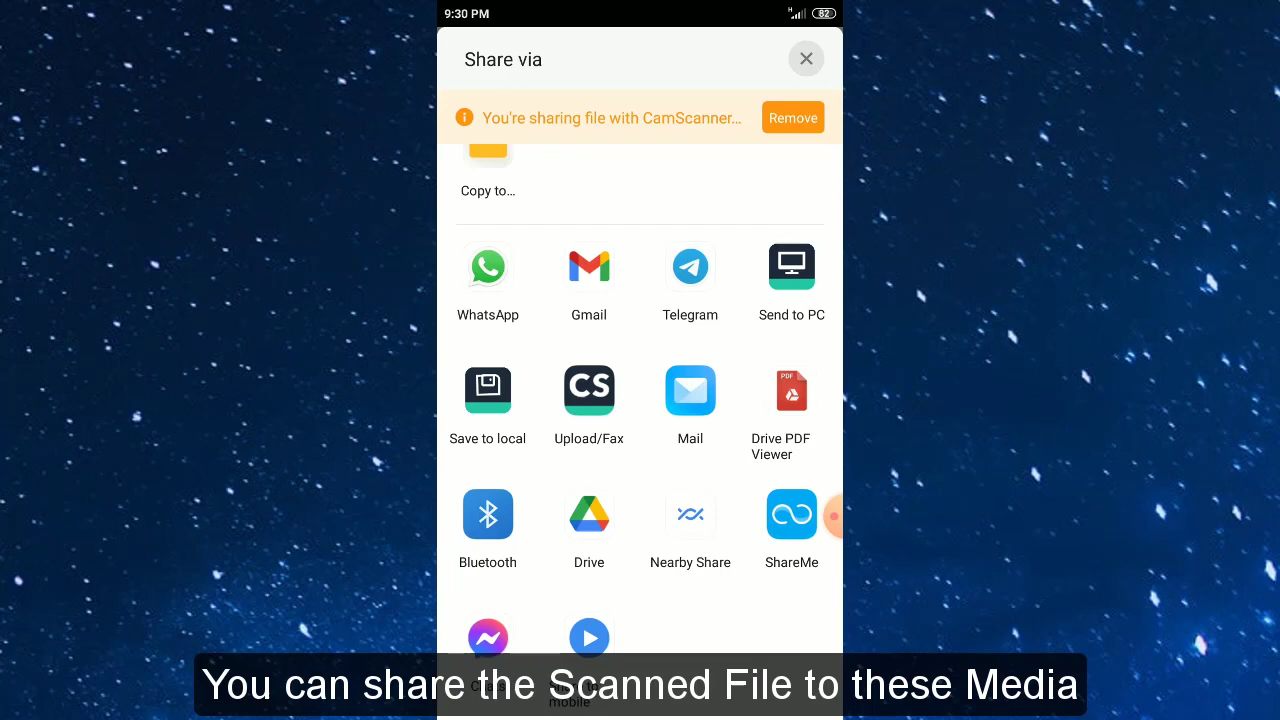 9:30 PM
H
82
Share via
You're sharing file with CamScanner...
Remove
Copy to...
WhatsApp
Gmail
Telegram
Send to PC
CS
PDF
Save to local
Upload/Fax
Mail
Drive PDF
Viewer
Bluetooth
Drive
Nearby Share
ShareMe
mobile
You can share the Scanned File to these Media